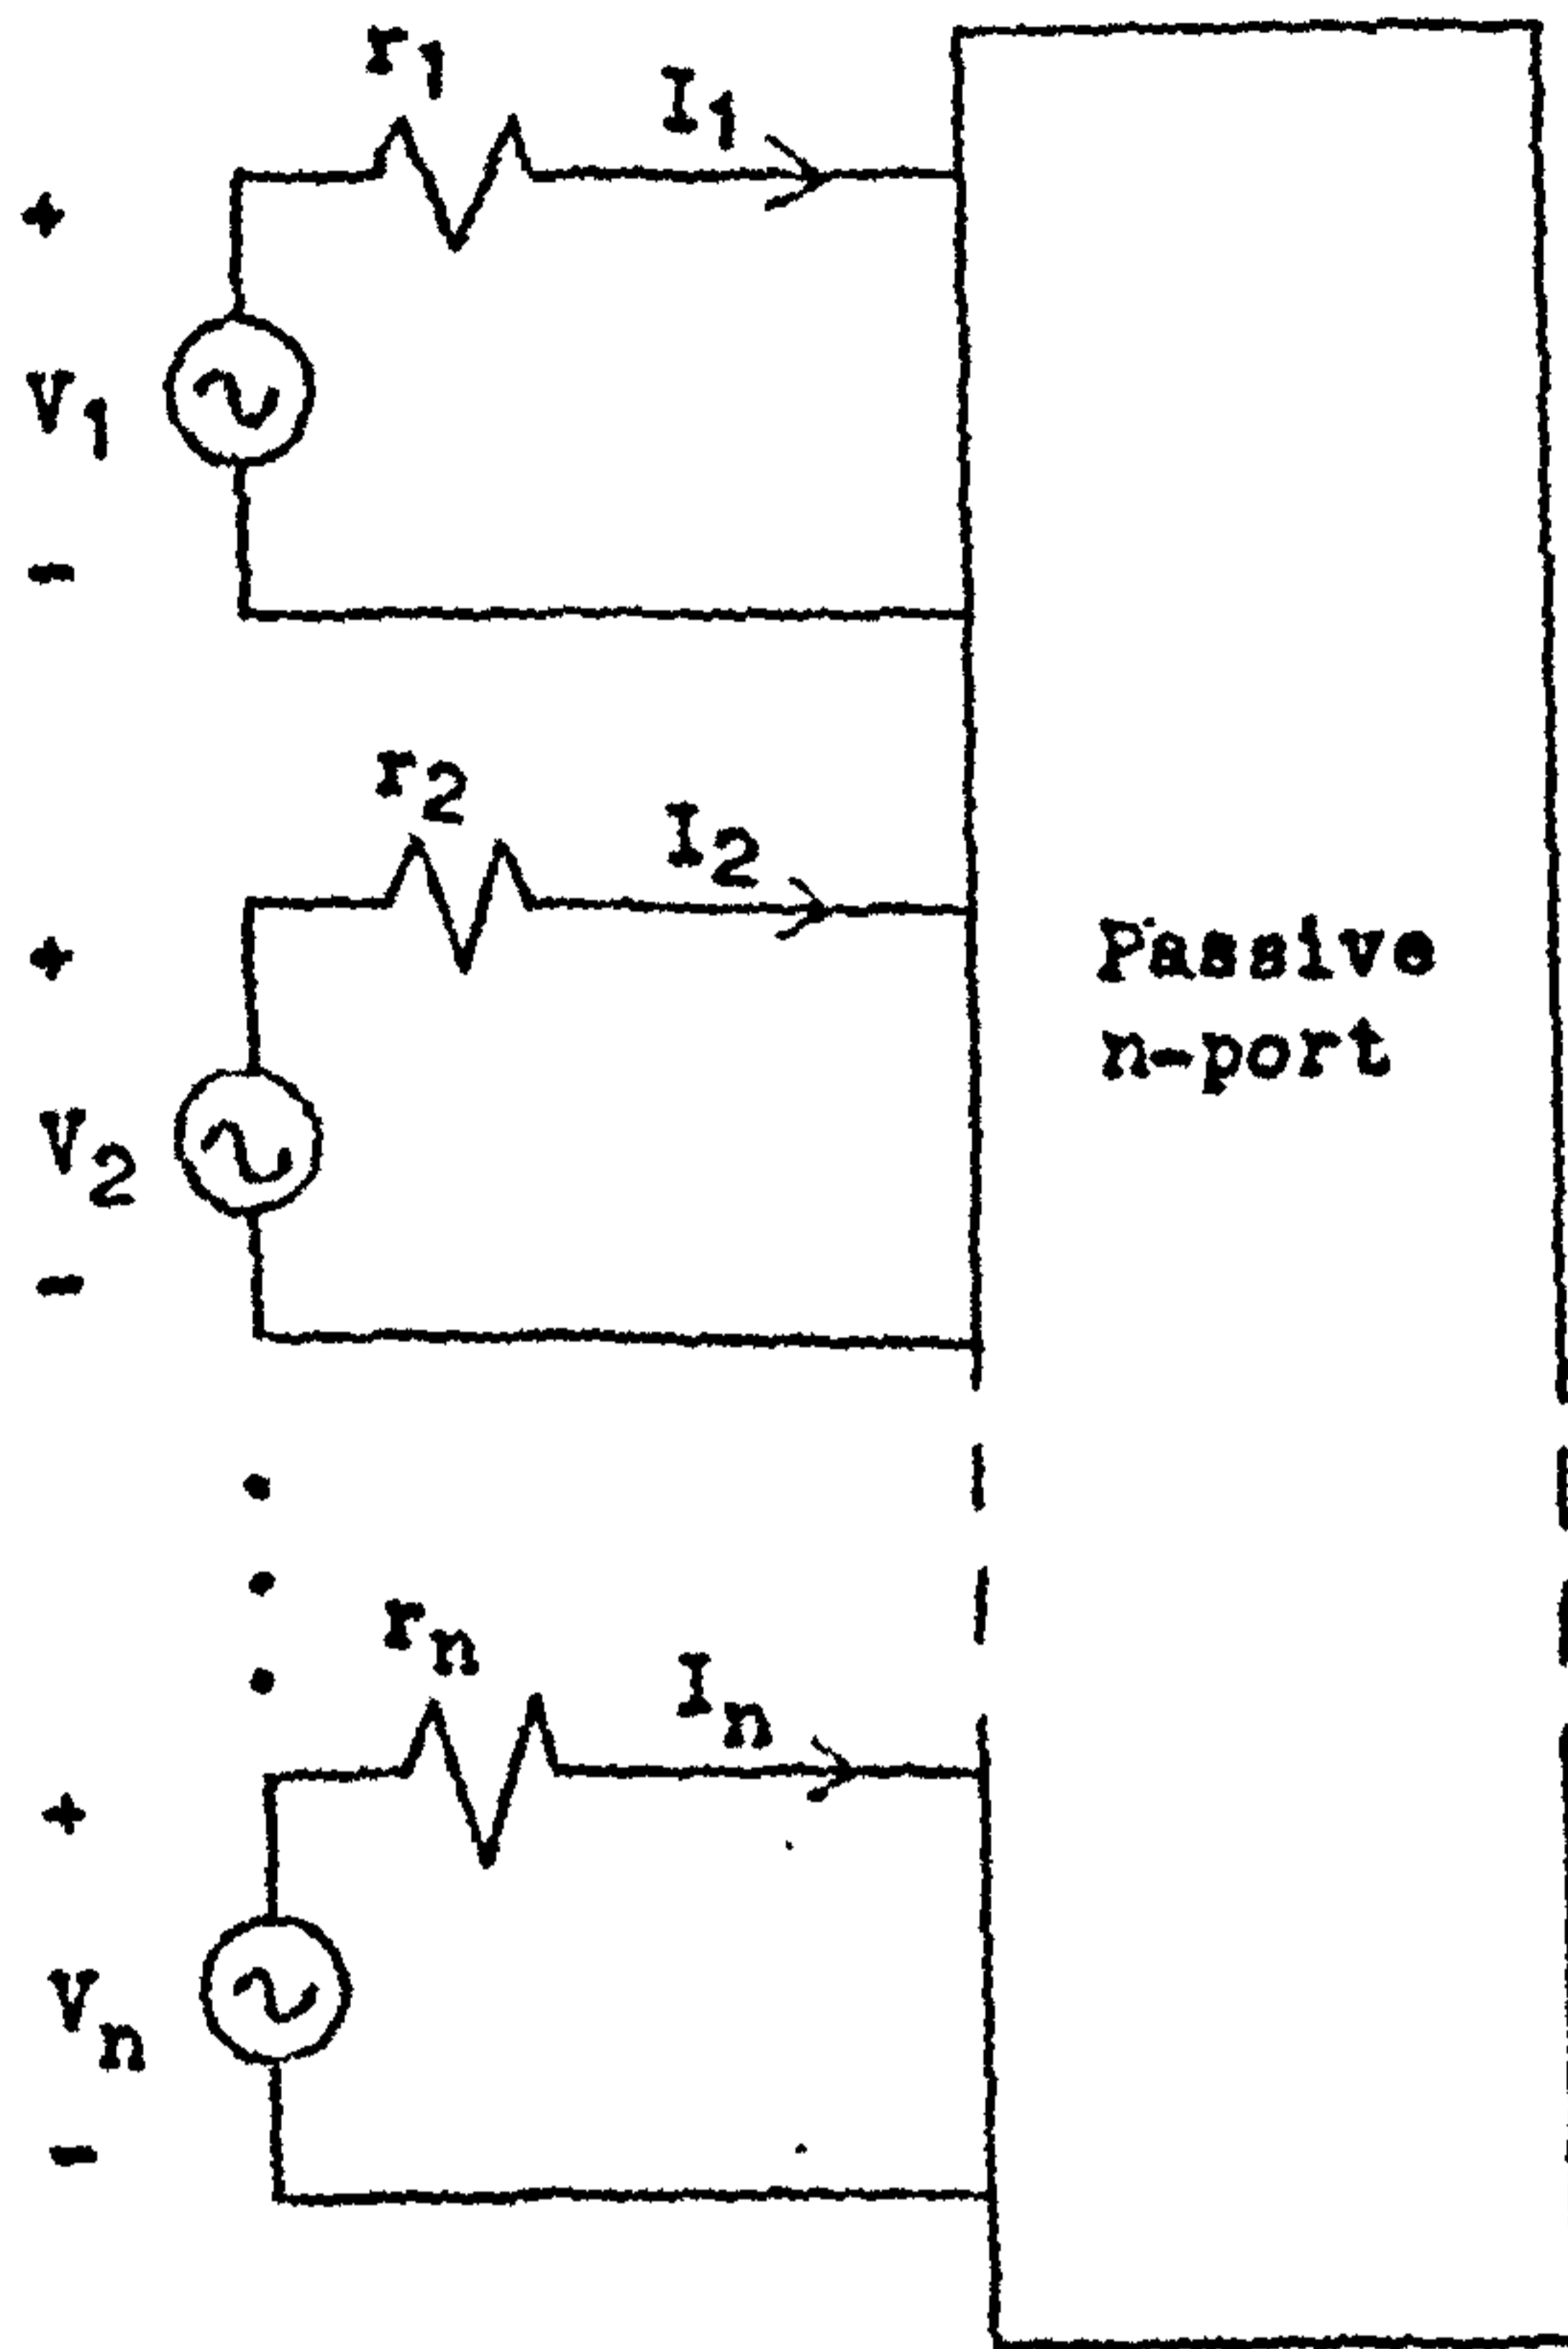 r1
I1
+
V1
-
r2
I2
+
V2
-
Passive
n-port
rn
In
+
Vn
-